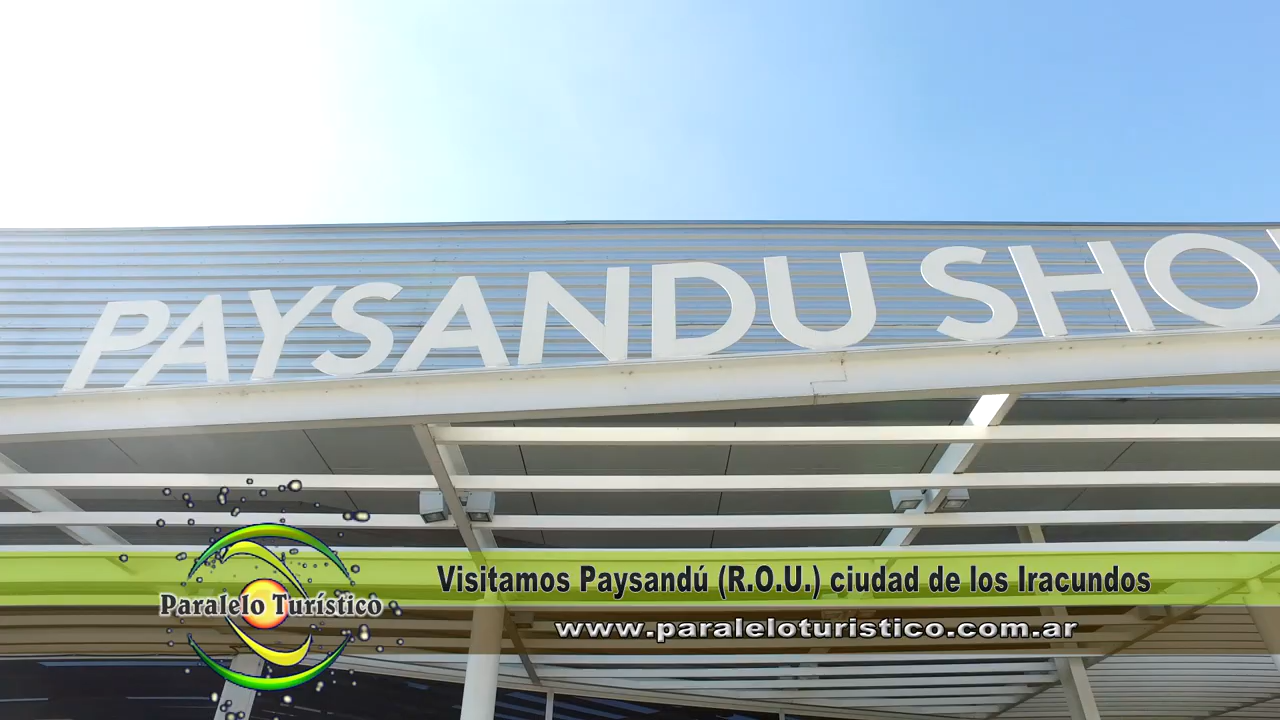 PAYSANDU SHO
Visitamos Paysandú (R.O.U.) ciudad de los Iracundos
Paralelo Turístico
www.paraleloturistico.com.ar